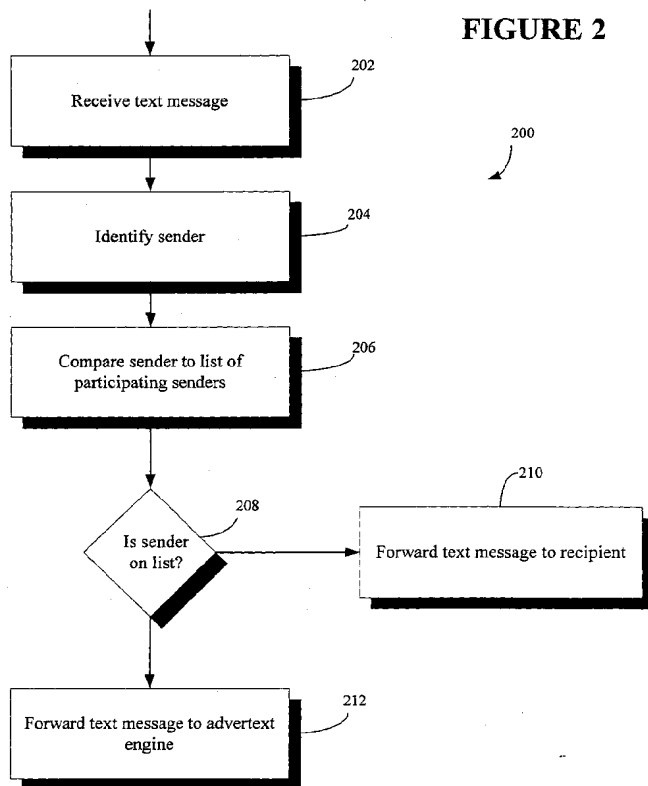 FIGURE 2
Receive text message
202
200
Identify sender
204
Compare sender to list of
participating senders
206
Is sender
on list?
208
210
Forward text message to recipient
Forward text message to advertext
engine
212